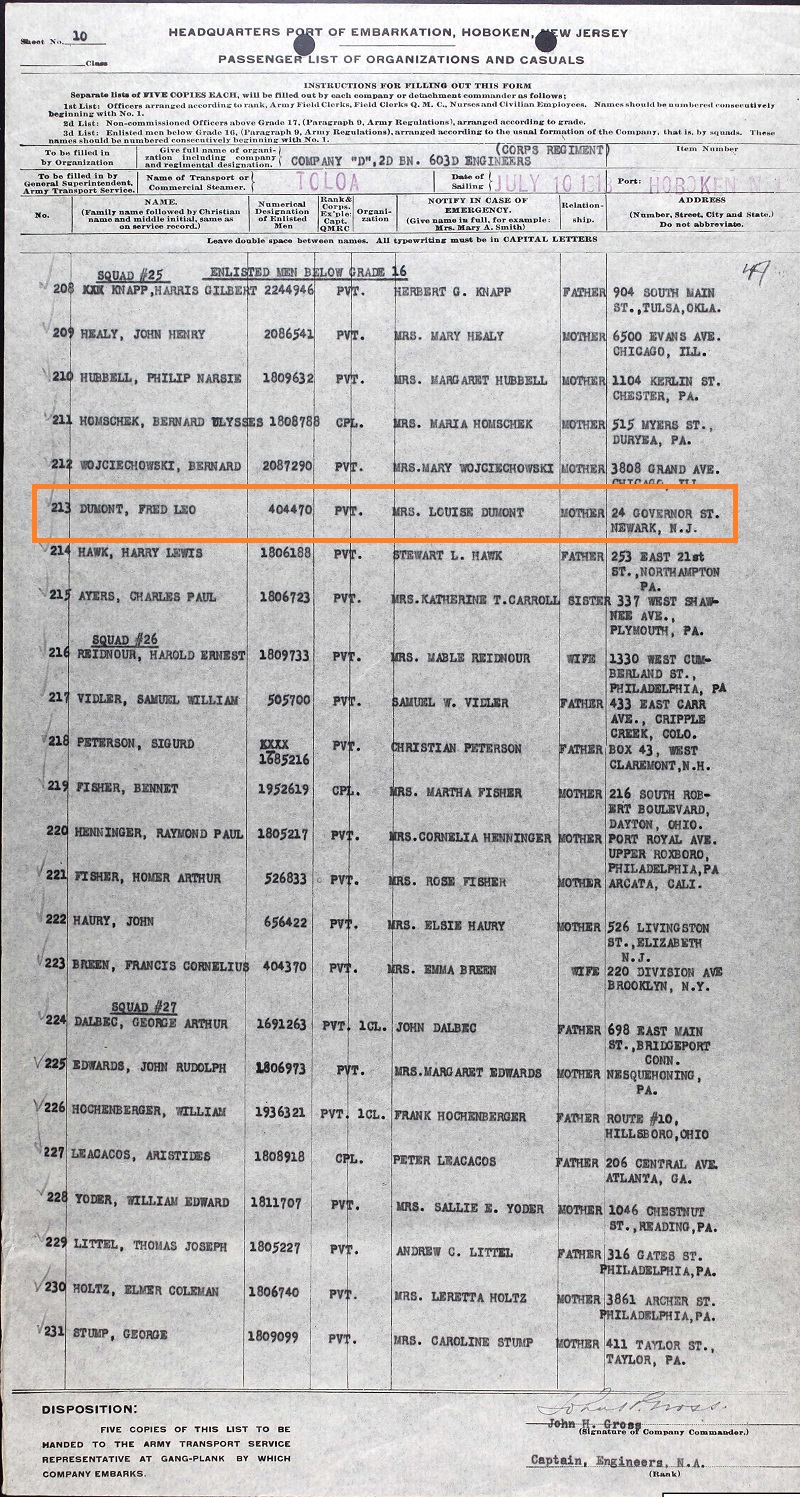 Sheet No. 10
HEADQUARTERS PORT OF EMBARKATION, HOBOKEN, NEW JERSEY
Class
PASSENGER LIST OF ORGANIZATIONS AND CASUALS
INSTRUCTIONS FOR FILLING OUT THIS FORM
Separate lists of FIVE COPIES EACH, will be filled out by each company or detachment commander as follows;
1st List: Officers arranged according to rank, Army Field Clerks, Field Clerks Q. M. C., Nurses and Civilian Employees. Names should be numbered consecutively
beginning with No. 1.
2d List: Non-commissioned Officers above Grade 17, (Paragraph 9, Army Regulations), arranged according to grade.
3d List: Enlisted men below Grade 16, (Paragraph 9, Army Regulations), arranged according to the usual formation of the Company, that is, by squads. These
names should be numbered consecutively beginning with No. 1.
To be filled in by Organization
Give full name of organization including company and regimental designation.
(CORPS REGIMENT)
COMPANY "D", 2D BN. 603D ENGINEERS
Item Number
To be filled in by General Superintendent, Army Transport Service.
Name of Transport or Commercial Steamer.
TOLOA
Date of Sailing
JULY 10 1918
Port:
HOBOKEN
No.
NAME. (Family name followed by Christian name and middle initial, same as on service record.)
Numerical Designation of Enlisted Men
Rank & Corps. Ex'ple: Capt. QMRC
Organization
NOTIFY IN CASE OF EMERGENCY. (Give name in full, for example: Mrs. Mary A. Smith)
Relationship.
ADDRESS (Number, Street, City and State.) Do not abbreviate.
Leave double space between names. All typewriting must be in CAPITAL LETTERS
49
SQUAD #25 ENLISTED MEN BELOW GRADE 16
208 XXX KNAPP, HARRIS GILBERT 2244946 PVT. HERBERT G. KNAPP FATHER 904 SOUTH MAIN
ST., TULSA, OKLA.
209 HEALY, JOHN HENRY 2086541 PVT. MRS. MARY HEALY MOTHER 6500 EVANS AVE.
CHICAGO, ILL.
210 HUBBELL, PHILIP NARSIE 1809632 PVT. MRS. MARGARET HUBBELL MOTHER 1104 KERLIN ST.
CHESTER, PA.
211 HOMSCHEK, BERNARD ULYSSES 1808788 CPL. MRS. MARIA HOMSCHEK MOTHER 515 MYERS ST.,
DURYEA, PA.
212 WOJCIECHOWSKI, BERNARD 2087290 PVT. MRS. MARY WOJCIECHOWSKI MOTHER 3808 GRAND AVE.
CHICAGO, ILL
213 DUMONT, FRED LEO 404470 PVT. MRS. LOUISE DUMONT MOTHER 24 GOVERNOR ST.
NEWARK, N.J.
214 HAWK, HARRY LEWIS 1806188 PVT. STEWART L. HAWK FATHER 253 EAST 21st
ST., NORTHAMPTON
PA.
215 AYERS, CHARLES PAUL 1806723 PVT. MRS. KATHERINE T. CARROLL SISTER 337 WEST SHAW-
NEE AVE.,
PLYMOUTH, PA.
SQUAD #26
216 REIDNOUR, HAROLD ERNEST 1809733 PVT. MRS. MABLE REIDNOUR WIFE 1330 WEST CUM-
BERLAND ST.,
PHILADELPHIA, PA
217 VIDLER, SAMUEL WILLIAM 505700 PVT. SAMUEL W. VIDLER FATHER 433 EAST CARR
AVE., CRIPPLE
CREEK, COLO.
218 PETERSON, SIGURD XXXX PVT. CHRISTIAN PETERSON FATHER BOX 43, WEST
1685216 CLAREMONT, N.H.
219 FISHER, BENNET 1952619 CPL. MRS. MARTHA FISHER MOTHER 216 SOUTH ROB-
ERT BOULEVARD,
DAYTON, OHIO.
220 HENNINGER, RAYMOND PAUL 1805217 PVT. MRS. CORNELIA HENNINGER MOTHER PORT ROYAL AVE.
UPPER ROXBORO,
PHILADELPHIA, PA
221 FISHER, HOMER ARTHUR 526833 PVT. MRS. ROSE FISHER MOTHER ARCATA, CALI.
222 HAURY, JOHN 656422 PVT. MRS. ELSIE HAURY MOTHER 526 LIVINGSTON
ST., ELIZABETH
N.J.
223 BREEN, FRANCIS CORNELIUS 404370 PVT. MRS. EMMA BREEN WIFE 220 DIVISION AVE
BROOKLYN, N.Y.
SQUAD #27
224 DALBEC, GEORGE ARTHUR 1691263 PVT. 1CL. JOHN DALBEC FATHER 698 EAST MAIN
ST., BRIDGEPORT
CONN.
225 EDWARDS, JOHN RUDOLPH 1806973 PVT. MRS. MARGARET EDWARDS MOTHER NESQUEHONING,
PA.
226 HOCHENBERGER, WILLIAM 1936321 PVT. 1CL. FRANK HOCHENBERGER FATHER ROUTE #10,
HILLSBORO, OHIO
227 LEACACOS, ARISTIDES 1808918 CPL. PETER LEACACOS FATHER 206 CENTRAL AVE.
ATLANTA, GA.
228 YODER, WILLIAM EDWARD 1811707 PVT. MRS. SALLIE E. YODER MOTHER 1046 CHESTNUT
ST., READING, PA.
229 LITTEL, THOMAS JOSEPH 1805227 PVT. ANDREW C. LITTEL FATHER 316 GATES ST.
PHILADELPHIA, PA.
230 HOLTZ, ELMER COLEMAN 1806740 PVT. MRS. LERETTA HOLTZ MOTHER 3861 ARCHER ST.
PHILADELPHIA, PA.
231 STUMP, GEORGE 1809099 PVT. MRS. CAROLINE STUMP MOTHER 411 TAYLOR ST.,
TAYLOR, PA.
DISPOSITION:
FIVE COPIES OF THIS LIST TO BE
HANDED TO THE ARMY TRANSPORT SERVICE
REPRESENTATIVE AT GANG-PLANK BY WHICH
COMPANY EMBARKS.
John H. Gross
John H. Gross
(Signature of Company Commander.)
Captain, Engineers, N.A.
(Rank)